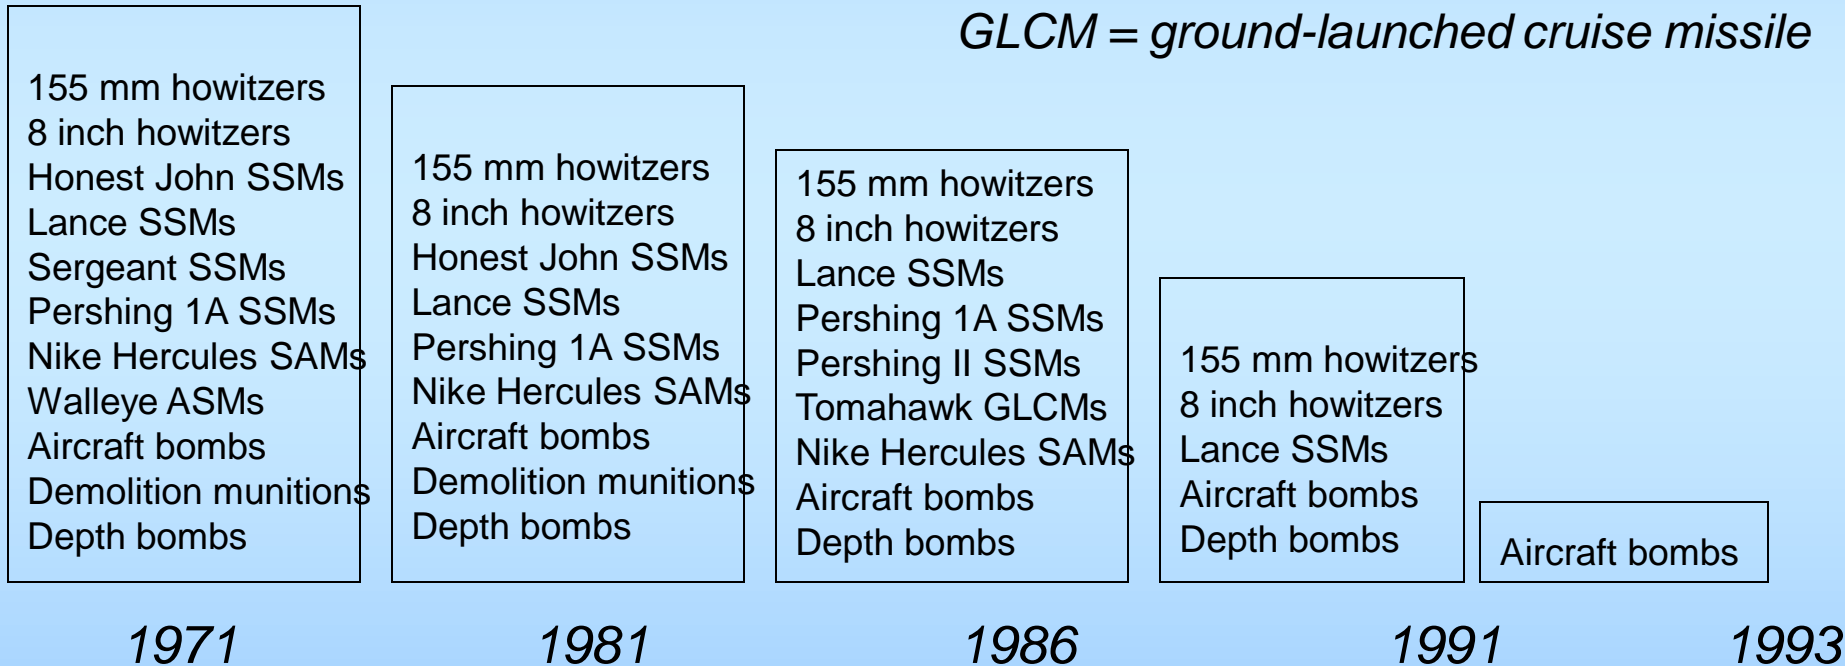 GLCM = ground-launched cruise missile
155 mm howitzers
8 inch howitzers
Honest John SSMs
Lance SSMs
Sergeant SSMs
Pershing 1A SSMs
Nike Hercules SAMs
Walleye ASMs
Aircraft bombs
Demolition munitions
Depth bombs
155 mm howitzers
8 inch howitzers
Honest John SSMs
Lance SSMs
Pershing 1A SSMs
Nike Hercules SAMs
Aircraft bombs
Demolition munitions
Depth bombs
155 mm howitzers
8 inch howitzers
Lance SSMs
Pershing 1A SSMs
Pershing II SSMs
Tomahawk GLCMs
Nike Hercules SAMs
Aircraft bombs
Depth bombs
155 mm howitzers
8 inch howitzers
Lance SSMs
Aircraft bombs
Depth bombs
Aircraft bombs
1971 1981 1986 1991 1993